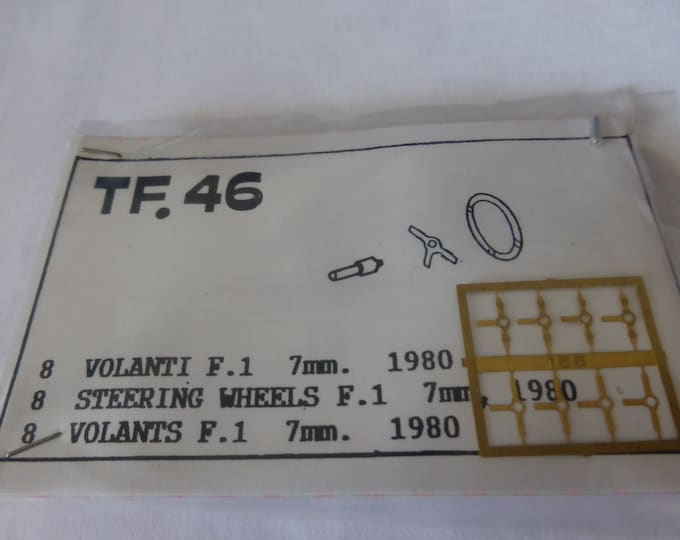 TF. 46
8 VOLANTI F.1 7mm. 1980
8 STEERING WHEELS F.1 7mm. 1980
8 VOLANTS F.1 7mm. 1980